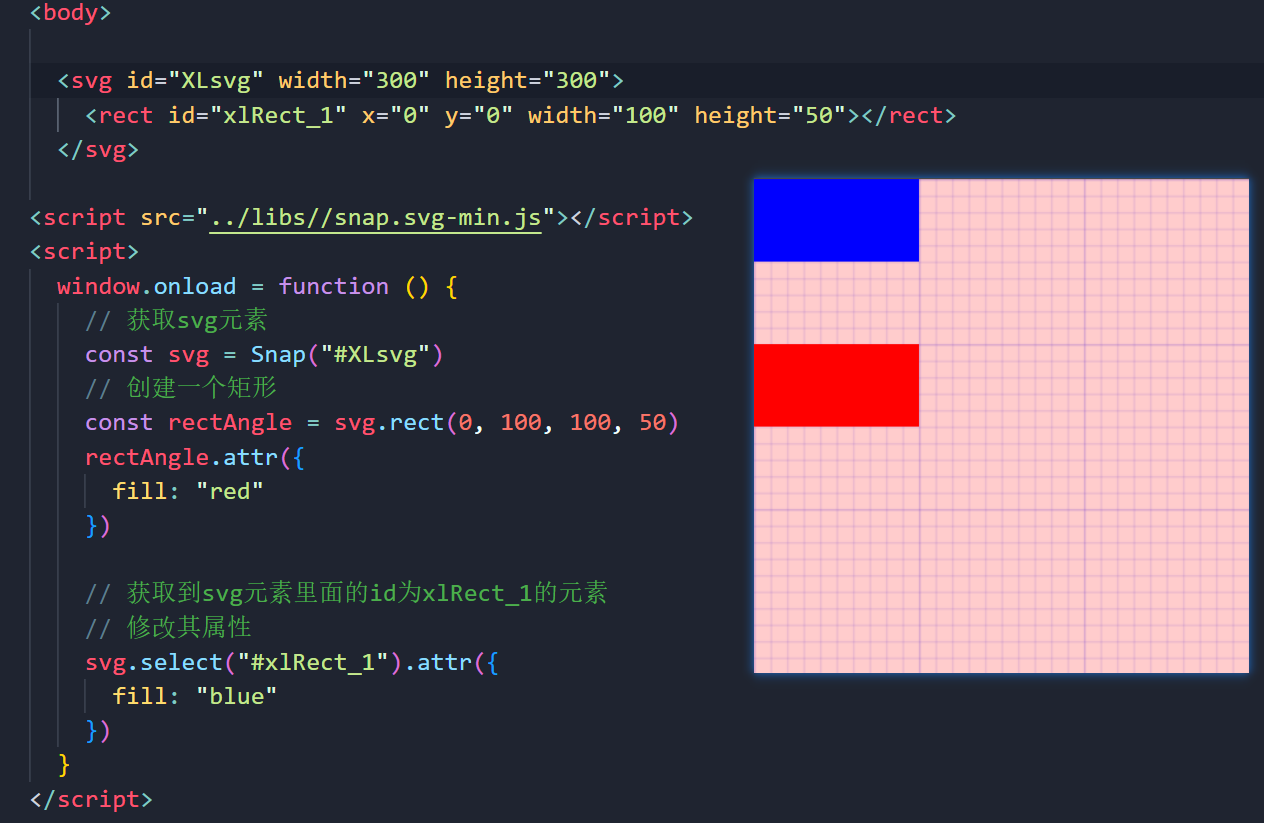 <body>
<svg id="XLsvg" width="300" height="300">
<rect id="xlRect_1" x="0" y="0" width="100" height="50"></rect>
</svg>
<script src="../libs//snap.svg-min.js"></script>
<script>
window.onload = function () {
// 获取svg元素
const svg = Snap("#XLsvg")
// 创建一个矩形
const rectAngle = svg.rect(0, 100, 100, 50)
rectAngle.attr({
fill: "red"
})
// 获取到svg元素里面的id为xlRect_1的元素
// 修改其属性
svg.select("#xlRect_1").attr({
fill: "blue"
})
}
</script>